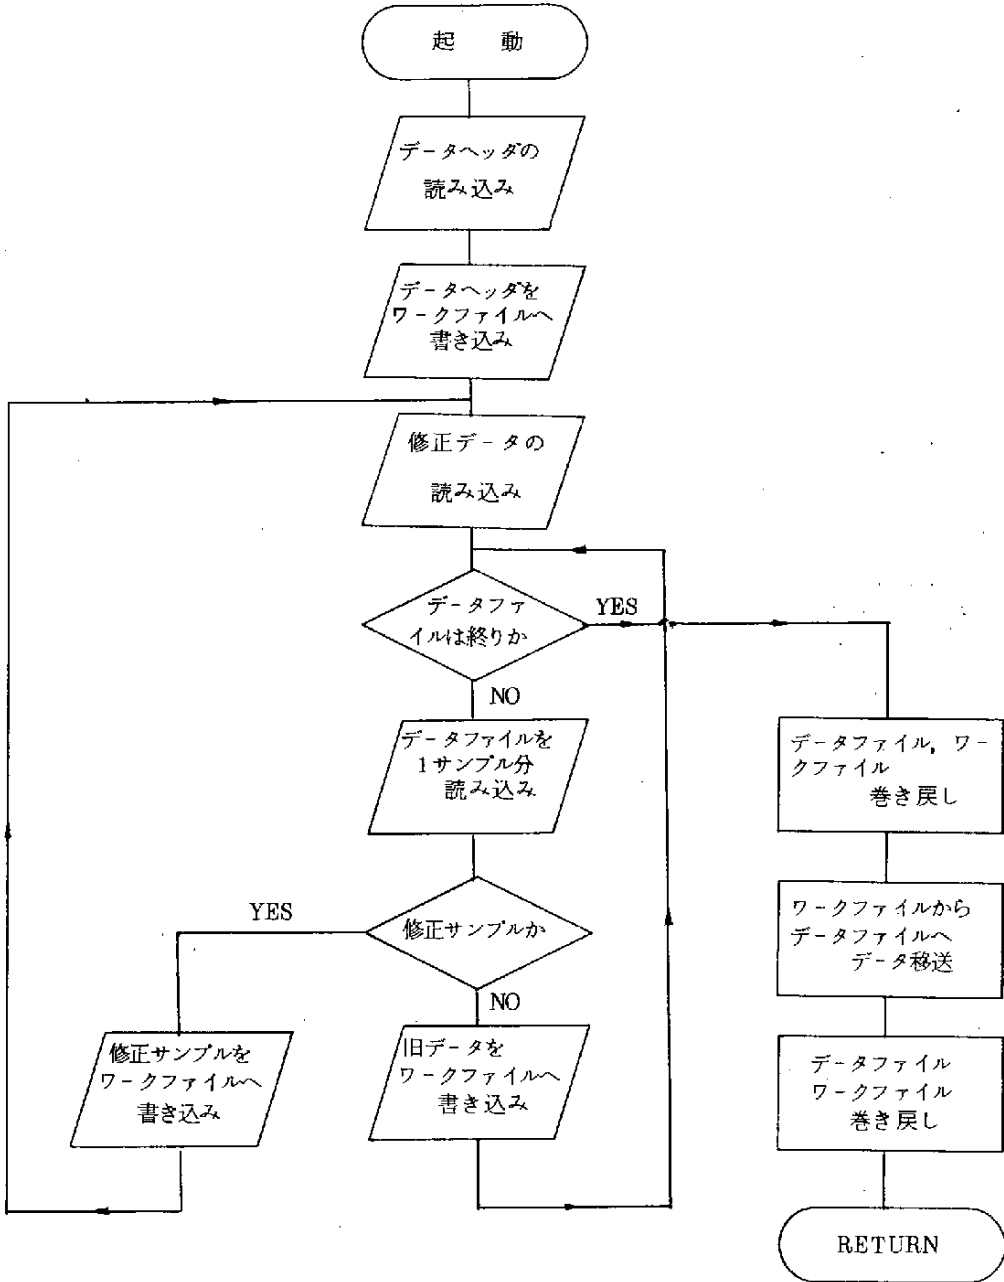 起動
データヘッダの
読み込み
データヘッダを
ワークファイルへ
書き込み
修正データの
読み込み
データファ
イルは終りか
YES
NO
データファイルを
1サンプル分
読み込み
修正サンプルか
YES
NO
修正サンプルを
ワークファイルへ
書き込み
旧データを
ワークファイルへ
書き込み
データファイル，ワー
クファイル
巻き戻し
ワークファイルから
データファイルへ
データ移送
データファイル
ワークファイル
巻き戻し
RETURN